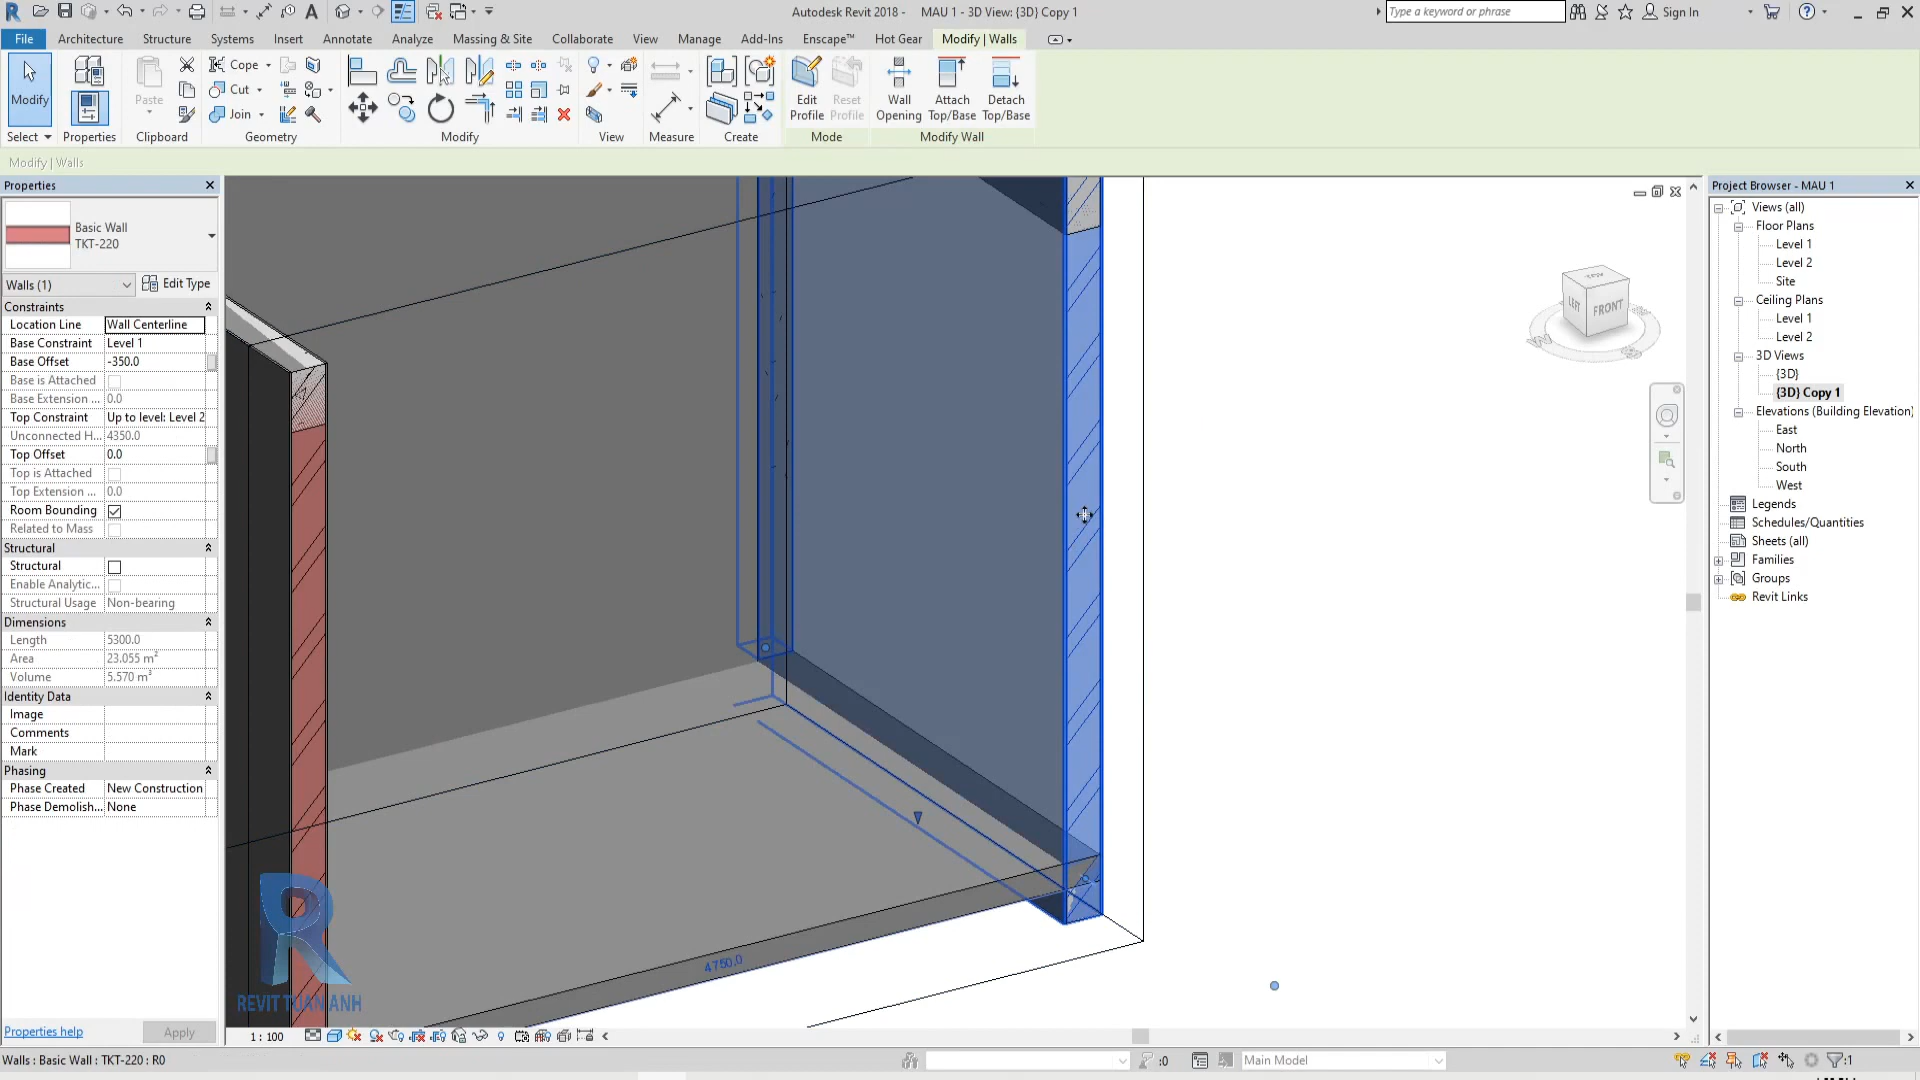 Autodesk Revit 2018 -     MAU 1 - 3D View: {3D} Copy 1
Type a keyword or phrase
Sign In
File
Architecture
Structure
Systems
Insert
Annotate
Analyze
Massing & Site
Collaborate
View
Manage
Add-Ins
Enscape™
Hot Gear
Modify | Walls
Modify
Select
Properties
Paste
Clipboard
Cope
Cut
Join
Geometry
Modify
View
Measure
Create
Edit Profile
Reset Profile
Mode
Wall Opening
Attach Top/Base
Detach Top/Base
Modify Wall
Modify | Walls
Properties
Basic Wall
TKT-220
Walls (1)
Edit Type
Constraints
Location Line Wall Centerline
Base Constraint Level 1
Base Offset -350.0
Base is Attached
Base Extension ... 0.0
Top Constraint Up to level: Level 2
Unconnected H... 4350.0
Top Offset 0.0
Top is Attached
Top Extension ... 0.0
Room Bounding
Related to Mass
Structural
Structural
Enable Analytic...
Structural Usage Non-bearing
Dimensions
Length 5300.0
Area 23.055 m²
Volume 5.570 m³
Identity Data
Image
Comments
Mark
Phasing
Phase Created New Construction
Phase Demolish... None
Properties help
Apply
4750.0
REVIT TUAN ANH
TOP
LEFT
FRONT
1 : 100
Project Browser - MAU 1
Views (all)
Floor Plans
Level 1
Level 2
Site
Ceiling Plans
Level 1
Level 2
3D Views
{3D}
{3D} Copy 1
Elevations (Building Elevation)
East
North
South
West
Legends
Schedules/Quantities
Sheets (all)
Families
Groups
Revit Links
Walls : Basic Wall : TKT-220 : R0
:0
Main Model
:1